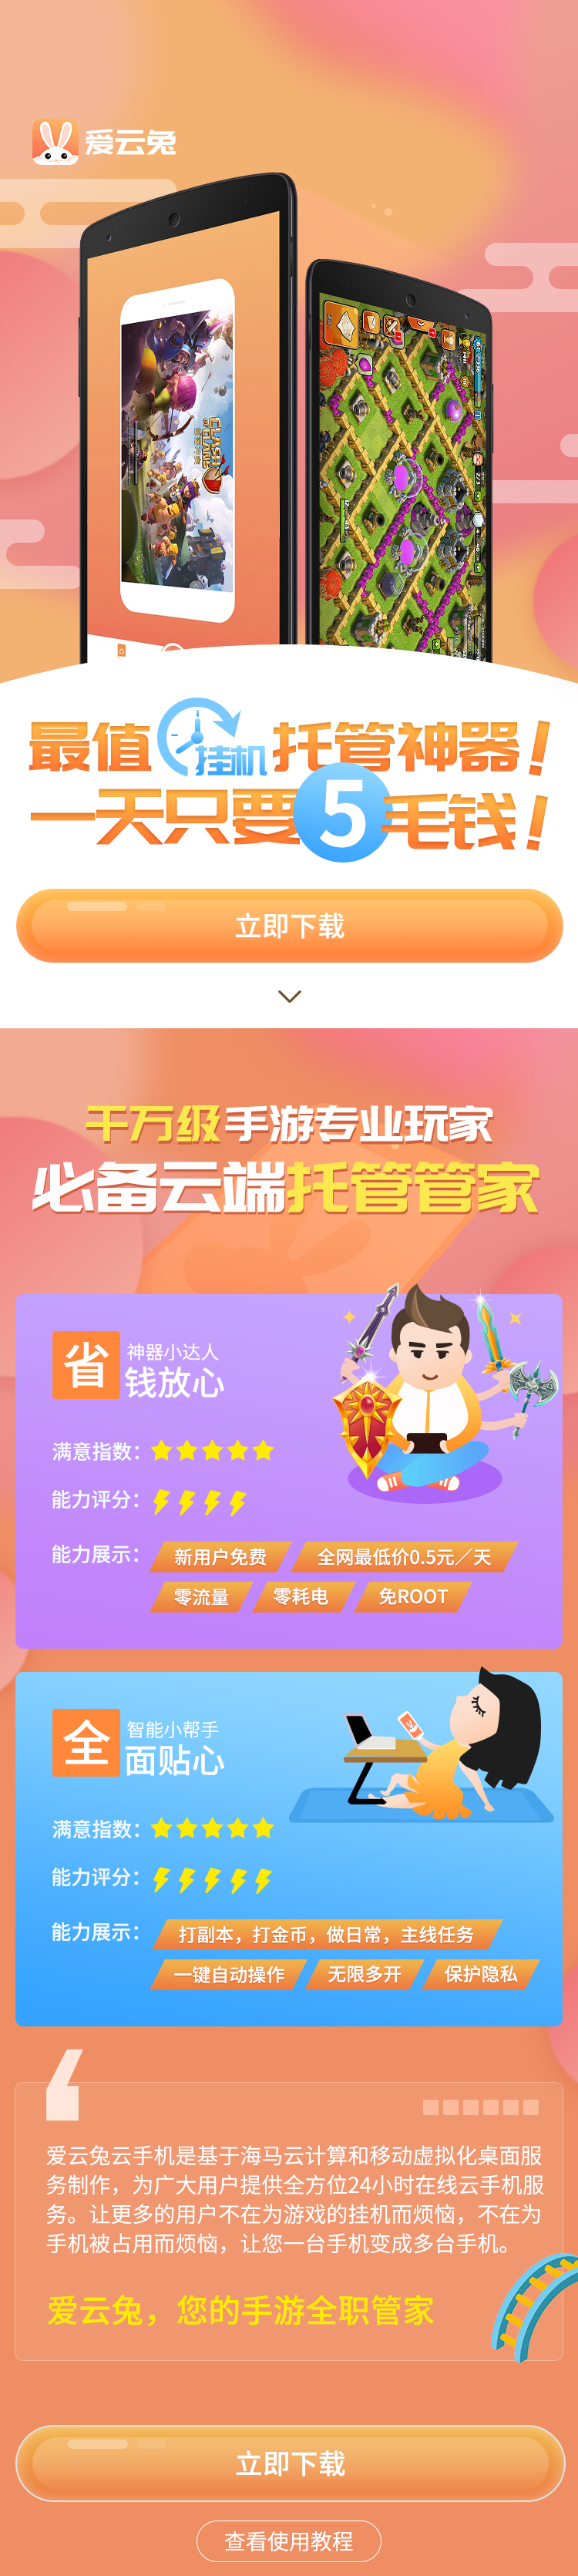 爱云兔
CLASH
OF CLANS
最值挂机托管神器!
一天只要5毛钱!
立即下载
千万级手游专业玩家
必备云端托管管家
省
神器小达人
钱放心
满意指数:
能力评分:
能力展示:
新用户免费
全网最低价0.5元/天
零流量
零耗电
免ROOT
全
智能小帮手
面贴心
满意指数:
能力评分:
能力展示:
打副本,打金币,做日常,主线任务
一键自动操作
无限多开
保护隐私
爱云兔云手机是基于海马云计算和移动虚拟化桌面服
务制作,为广大用户提供全方位24小时在线云手机服
务。让更多的用户不在为游戏的挂机而烦恼,不在为
手机被占用而烦恼,让您一台手机变成多台手机。
爱云兔,您的手游全职管家
立即下载
查看使用教程